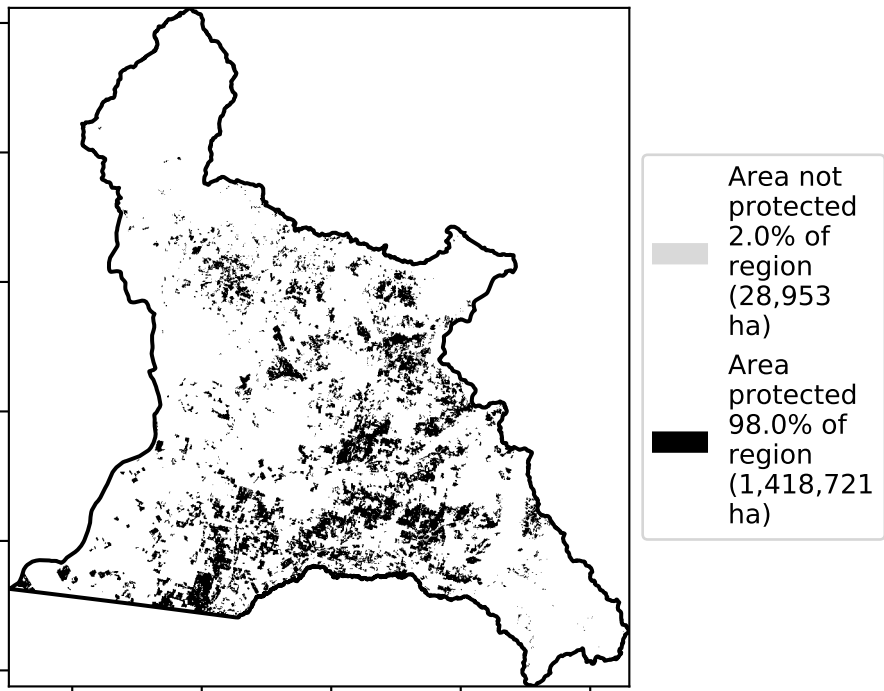 Area not
protected
2.0% of
region
(28,953
ha)
Area
protected
98.0% of
region
(1,418,721
ha)